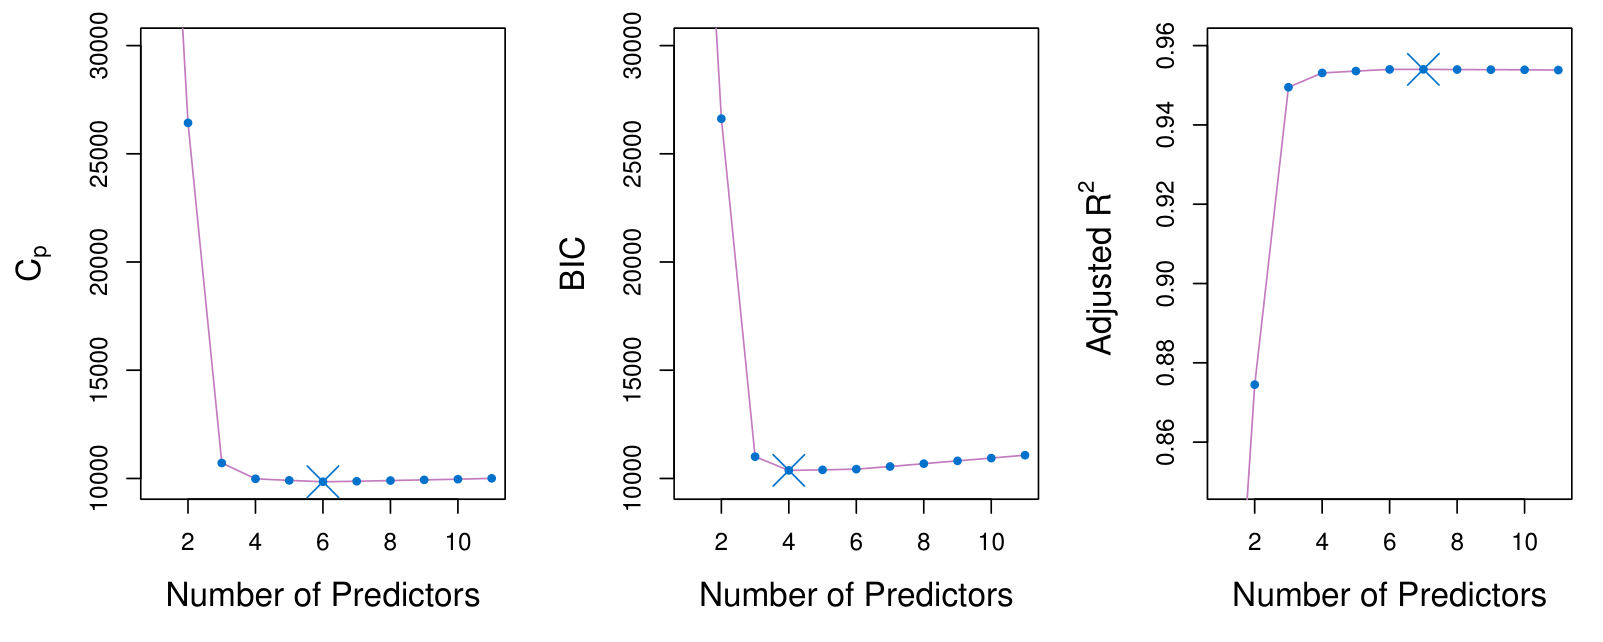 Cp
30000
25000
20000
15000
10000
2 4 6 8 10
Number of Predictors
BIC
30000
25000
20000
15000
10000
2 4 6 8 10
Number of Predictors
Adjusted R²
0.96
0.94
0.92
0.90
0.88
0.86
2 4 6 8 10
Number of Predictors